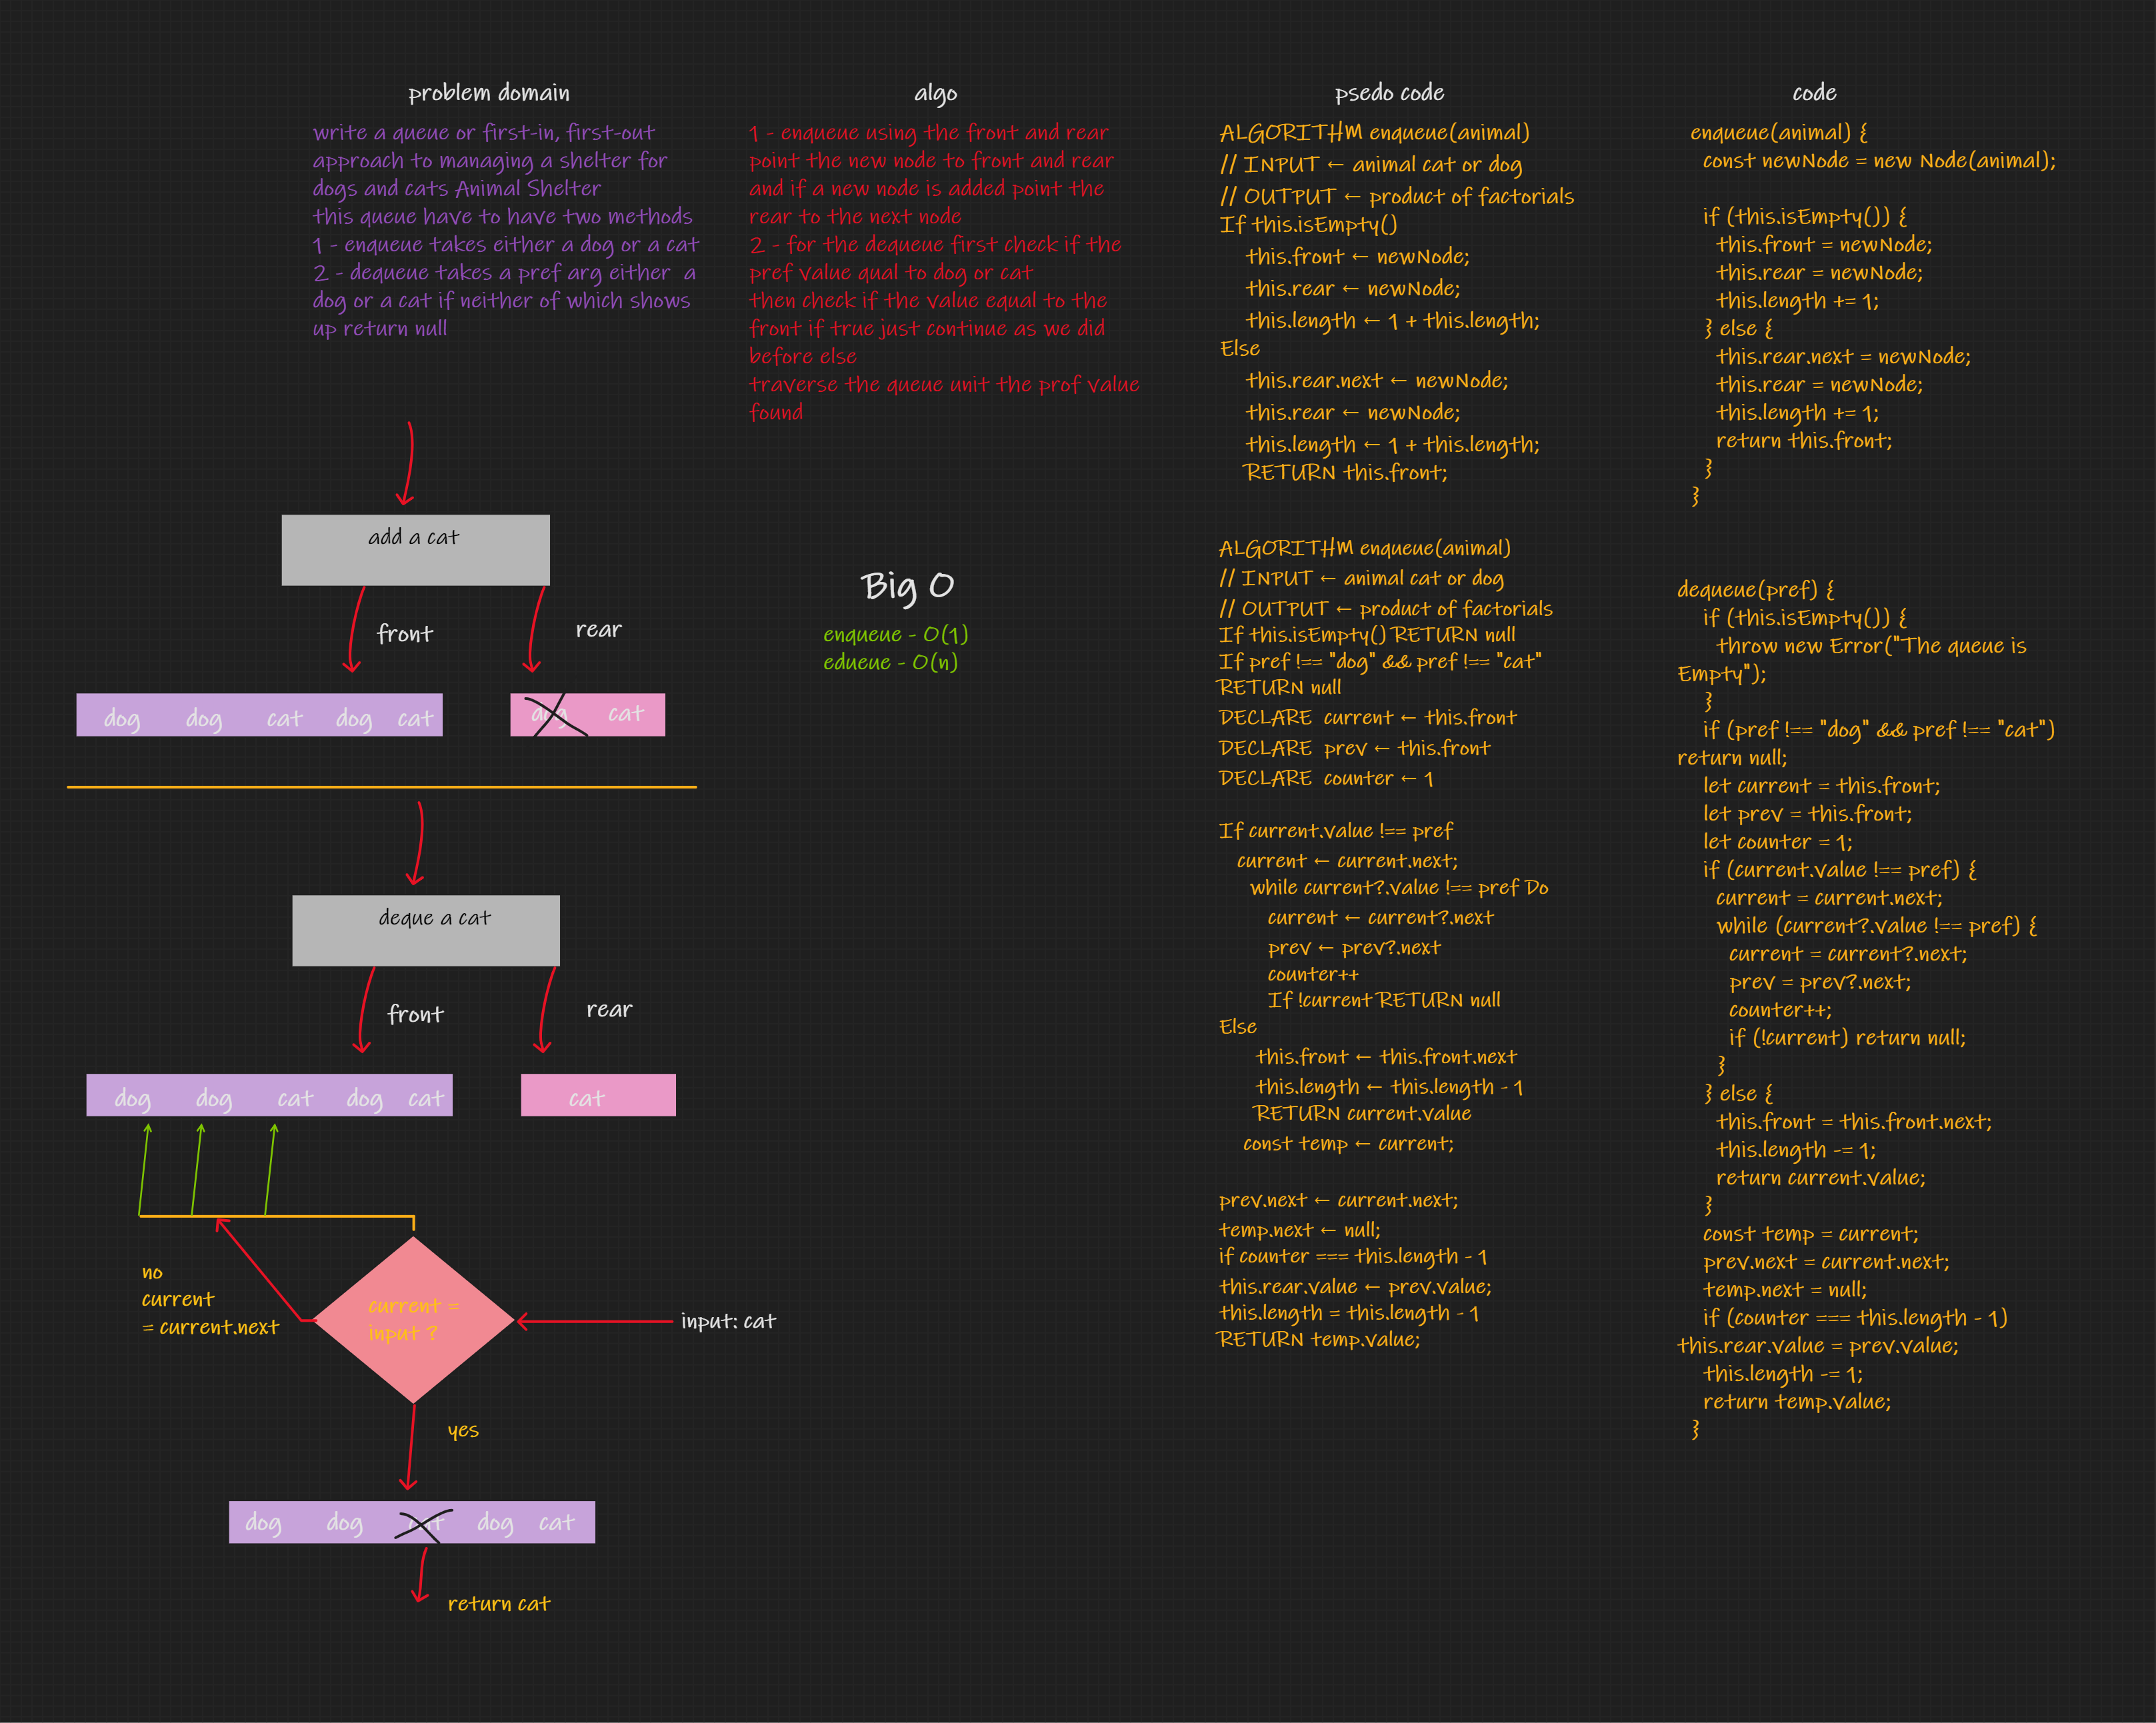 problem domain
write a queue or first-in, first-out
approach to managing a shelter for
dogs and cats Animal Shelter
this queue have to have two methods
1 - enqueue takes either a dog or a cat
2 - dequeue takes a pref arg either a
dog or a cat if neither of which shows
up return null
add a cat
front
rear
dog dog cat dog cat
dog cat
deque a cat
front
rear
dog dog cat dog cat
cat
no
current
= current.next
current =
input ?
input: cat
yes
dog dog cat dog cat
return cat
algo
1 - enqueue using the front and rear
point the new node to front and rear
and if a new node is added point the
rear to the next node
2 - for the dequeue first check if the
pref value qual to dog or cat
then check if the value equal to the
front if true just continue as we did
before else
traverse the queue unit the prof value
found
Big O
enqueue - O(1)
edueue - O(n)
psedo code
ALGORITHM enqueue(animal)
// INPUT ← animal cat or dog
// OUTPUT ← product of factorials
If this.isEmpty()
this.front ← newNode;
this.rear ← newNode;
this.length ← 1 + this.length;
Else
this.rear.next ← newNode;
this.rear ← newNode;
this.length ← 1 + this.length;
RETURN this.front;
ALGORITHM enqueue(animal)
// INPUT ← animal cat or dog
// OUTPUT ← product of factorials
If this.isEmpty() RETURN null
If pref !== "dog" && pref !== "cat"
RETURN null
DECLARE current ← this.front
DECLARE prev ← this.front
DECLARE counter ← 1
If current.value !== pref
current ← current.next;
while current?.value !== pref Do
current ← current?.next
prev ← prev?.next
counter++
If !current RETURN null
Else
this.front ← this.front.next
this.length ← this.length - 1
RETURN current.value
const temp ← current;
prev.next ← current.next;
temp.next ← null;
if counter === this.length - 1
this.rear.value ← prev.value;
this.length = this.length - 1
RETURN temp.value;
code
enqueue(animal) {
const newNode = new Node(animal);
if (this.isEmpty()) {
this.front = newNode;
this.rear = newNode;
this.length += 1;
} else {
this.rear.next = newNode;
this.rear = newNode;
this.length += 1;
return this.front;
}
}
dequeue(pref) {
if (this.isEmpty()) {
throw new Error("The queue is
Empty");
}
if (pref !== "dog" && pref !== "cat")
return null;
let current = this.front;
let prev = this.front;
let counter = 1;
if (current.value !== pref) {
current = current.next;
while (current?.value !== pref) {
current = current?.next;
prev = prev?.next;
counter++;
if (!current) return null;
}
} else {
this.front = this.front.next;
this.length -= 1;
return current.value;
}
const temp = current;
prev.next = current.next;
temp.next = null;
if (counter === this.length - 1)
this.rear.value = prev.value;
this.length -= 1;
return temp.value;
}